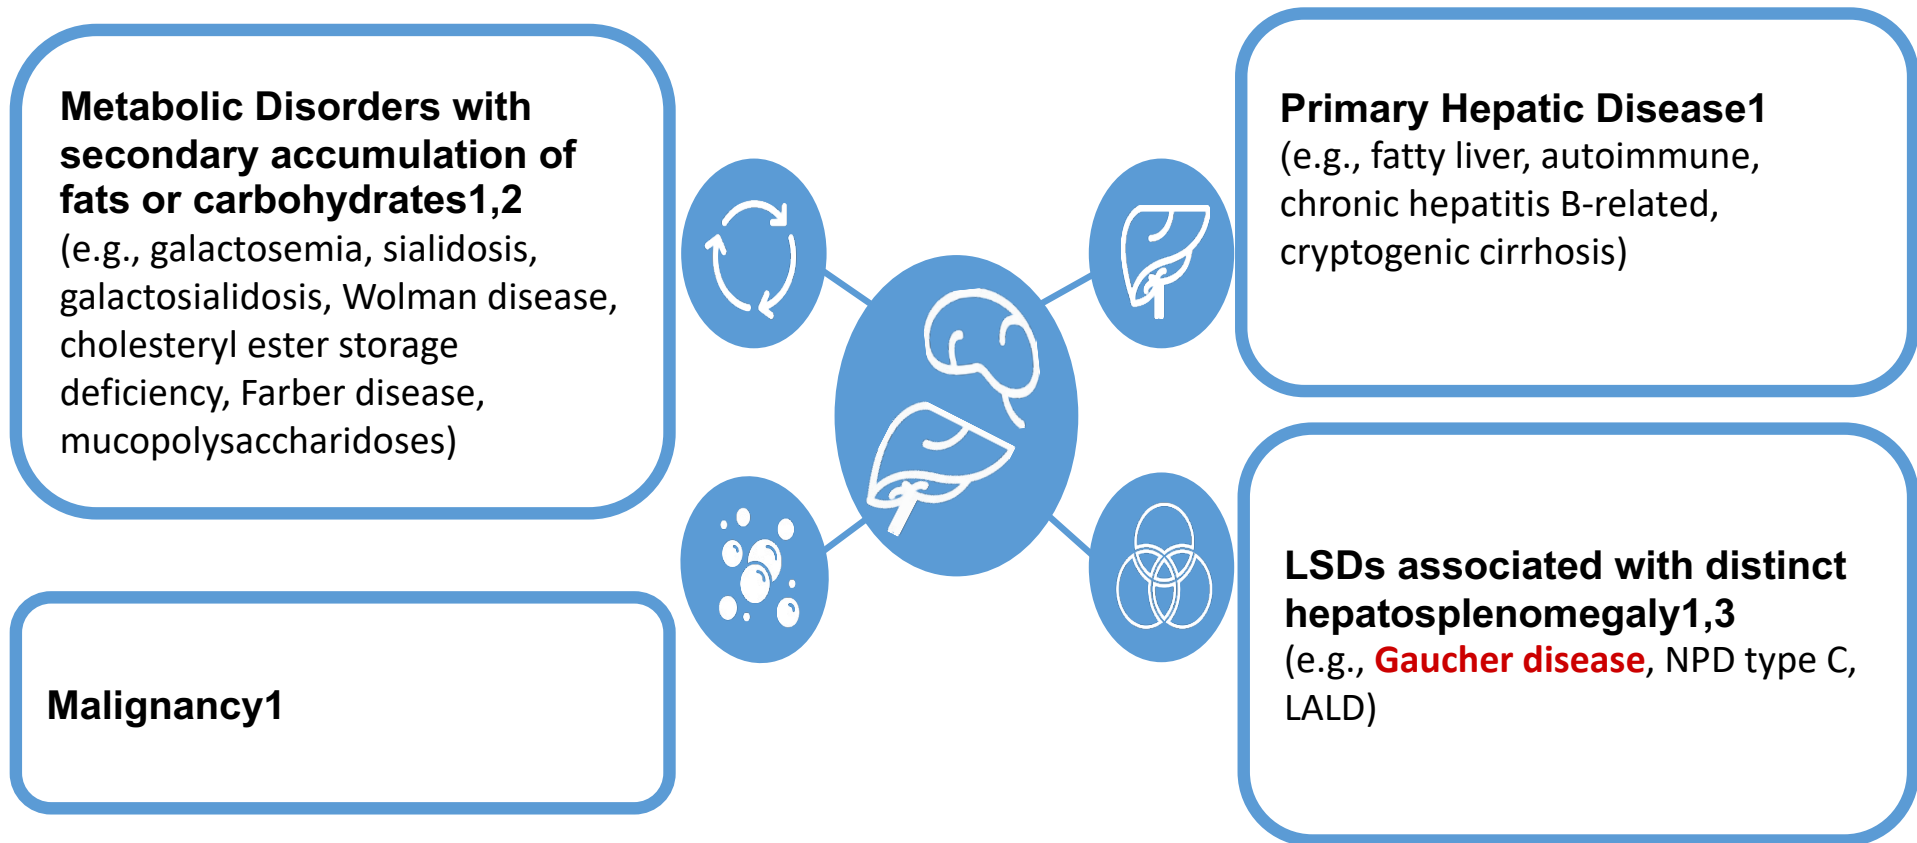 Metabolic Disorders with
secondary accumulation of
fats or carbohydrates1,2
(e.g., galactosemia, sialidosis,
galactosialidosis, Wolman disease,
cholesteryl ester storage
deficiency, Farber disease,
mucopolysaccharidoses)
Malignancy1
Primary Hepatic Disease1
(e.g., fatty liver, autoimmune,
chronic hepatitis B-related,
cryptogenic cirrhosis)
LSDs associated with distinct
hepatosplenomegaly1,3
(e.g., Gaucher disease, NPD type C,
LALD)